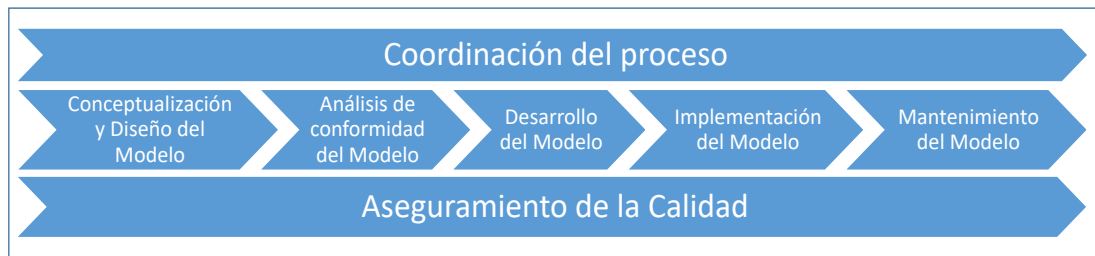 Coordinación del proceso
Conceptualización
y Diseño del
Modelo
Análisis de
conformidad
del Modelo
Desarrollo
del Modelo
Implementación
del Modelo
Mantenimiento
del Modelo
Aseguramiento de la Calidad